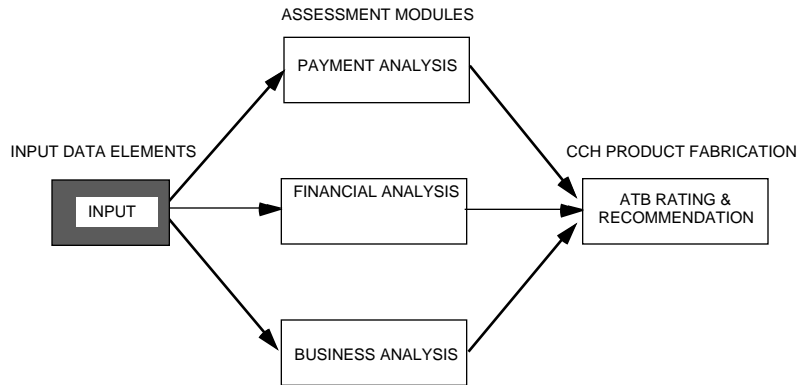 ASSESSMENT MODULES
PAYMENT ANALYSIS
INPUT DATA ELEMENTS
CCH PRODUCT FABRICATION
INPUT
FINANCIAL ANALYSIS
ATB RATING &
RECOMMENDATION
BUSINESS ANALYSIS